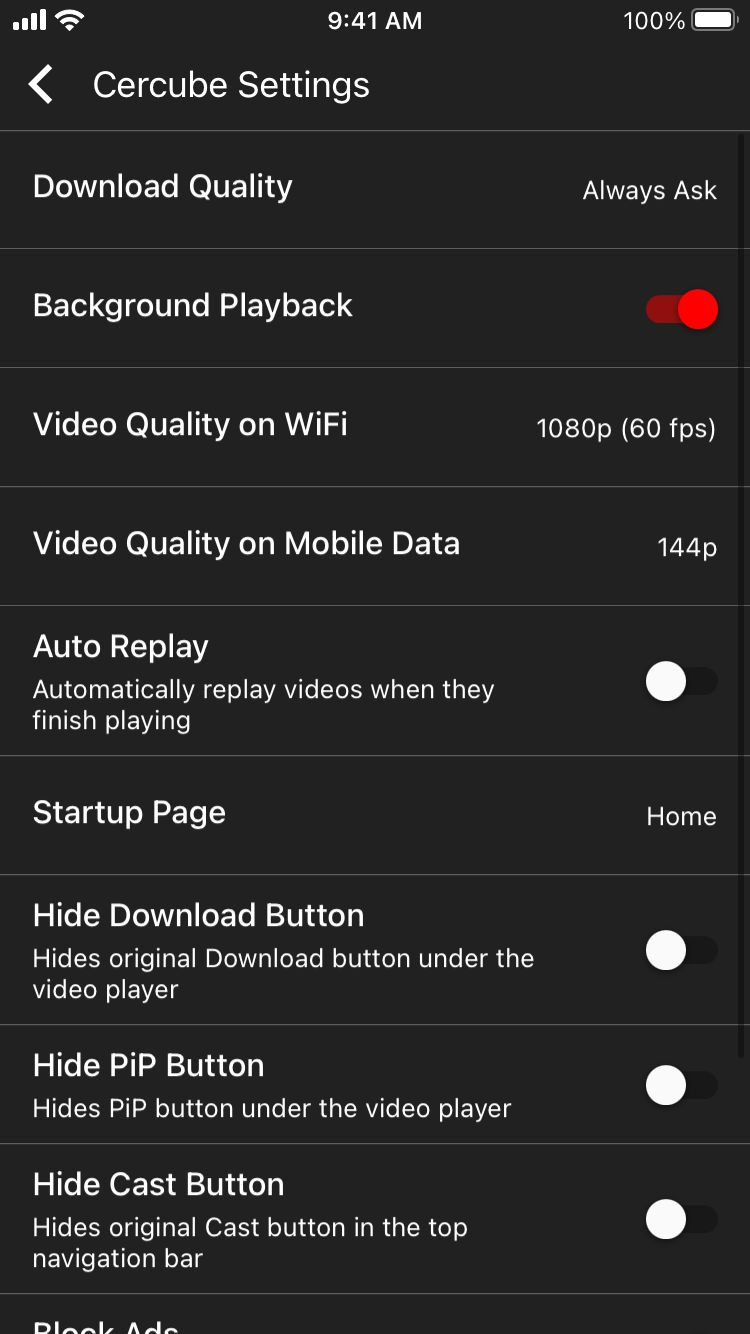 9:41 AM
100%
Cercube Settings
Download Quality
Always Ask
Background Playback
Video Quality on WiFi
1080p (60 fps)
Video Quality on Mobile Data
144p
Auto Replay
Automatically replay videos when they
finish playing
Startup Page
Home
Hide Download Button
Hides original Download button under the
video player
Hide PiP Button
Hides PiP button under the video player
Hide Cast Button
Hides original Cast button in the top
navigation bar
Block Ads